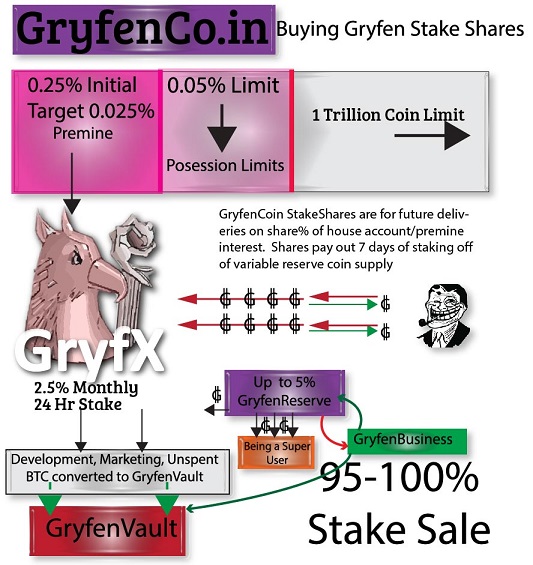 GryfenCo.in
Buying Gryfen Stake Shares
0.25% Initial
Target 0.025%
Premine
0.05% Limit
Posession Limits
1 Trillion Coin Limit
GryfenCoin StakeShares are for future deliv-
eries on share% of house account/premine
interest. Shares pay out 7 days of staking off
of variable reserve coin supply
GryfX
2.5% Monthly
24 Hr Stake
Up to 5%
GryfenReserve
Being a Super
User
GryfenBusiness
Development, Marketing, Unspent
BTC converted to GryfenVault
GryfenVault
95-100%
Stake Sale